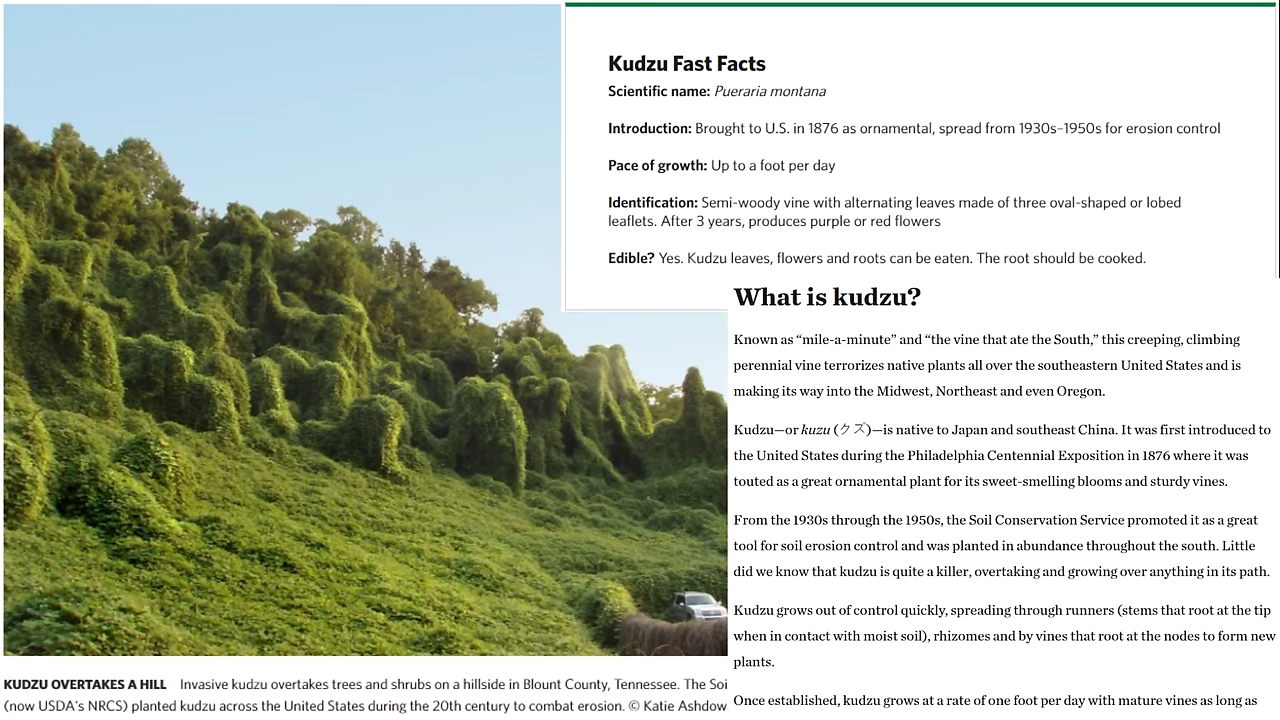 Kudzu Fast Facts
Scientific name: Pueraria montana
Introduction: Brought to U.S. in 1876 as ornamental, spread from 1930s–1950s for erosion control
Pace of growth: Up to a foot per day
Identification: Semi-woody vine with alternating leaves made of three oval-shaped or lobed
leaflets. After 3 years, produces purple or red flowers
Edible? Yes. Kudzu leaves, flowers and roots can be eaten. The root should be cooked.
What is kudzu?
Known as “mile-a-minute” and “the vine that ate the South,” this creeping, climbing
perennial vine terrorizes native plants all over the southeastern United States and is
making its way into the Midwest, Northeast and even Oregon.
Kudzu—or kuzu (クズ)—is native to Japan and southeast China. It was first introduced to
the United States during the Philadelphia Centennial Exposition in 1876 where it was
touted as a great ornamental plant for its sweet-smelling blooms and sturdy vines.
From the 1930s through the 1950s, the Soil Conservation Service promoted it as a great
tool for soil erosion control and was planted in abundance throughout the south. Little
did we know that kudzu is quite a killer, overtaking and growing over anything in its path.
Kudzu grows out of control quickly, spreading through runners (stems that root at the tip
when in contact with moist soil), rhizomes and by vines that root at the nodes to form new
plants.
Once established, kudzu grows at a rate of one foot per day with mature vines as long as
KUDZU OVERTAKES A HILL Invasive kudzu overtakes trees and shrubs on a hillside in Blount County, Tennessee. The Soi
(now USDA's NRCS) planted kudzu across the United States during the 20th century to combat erosion. © Katie Ashdow